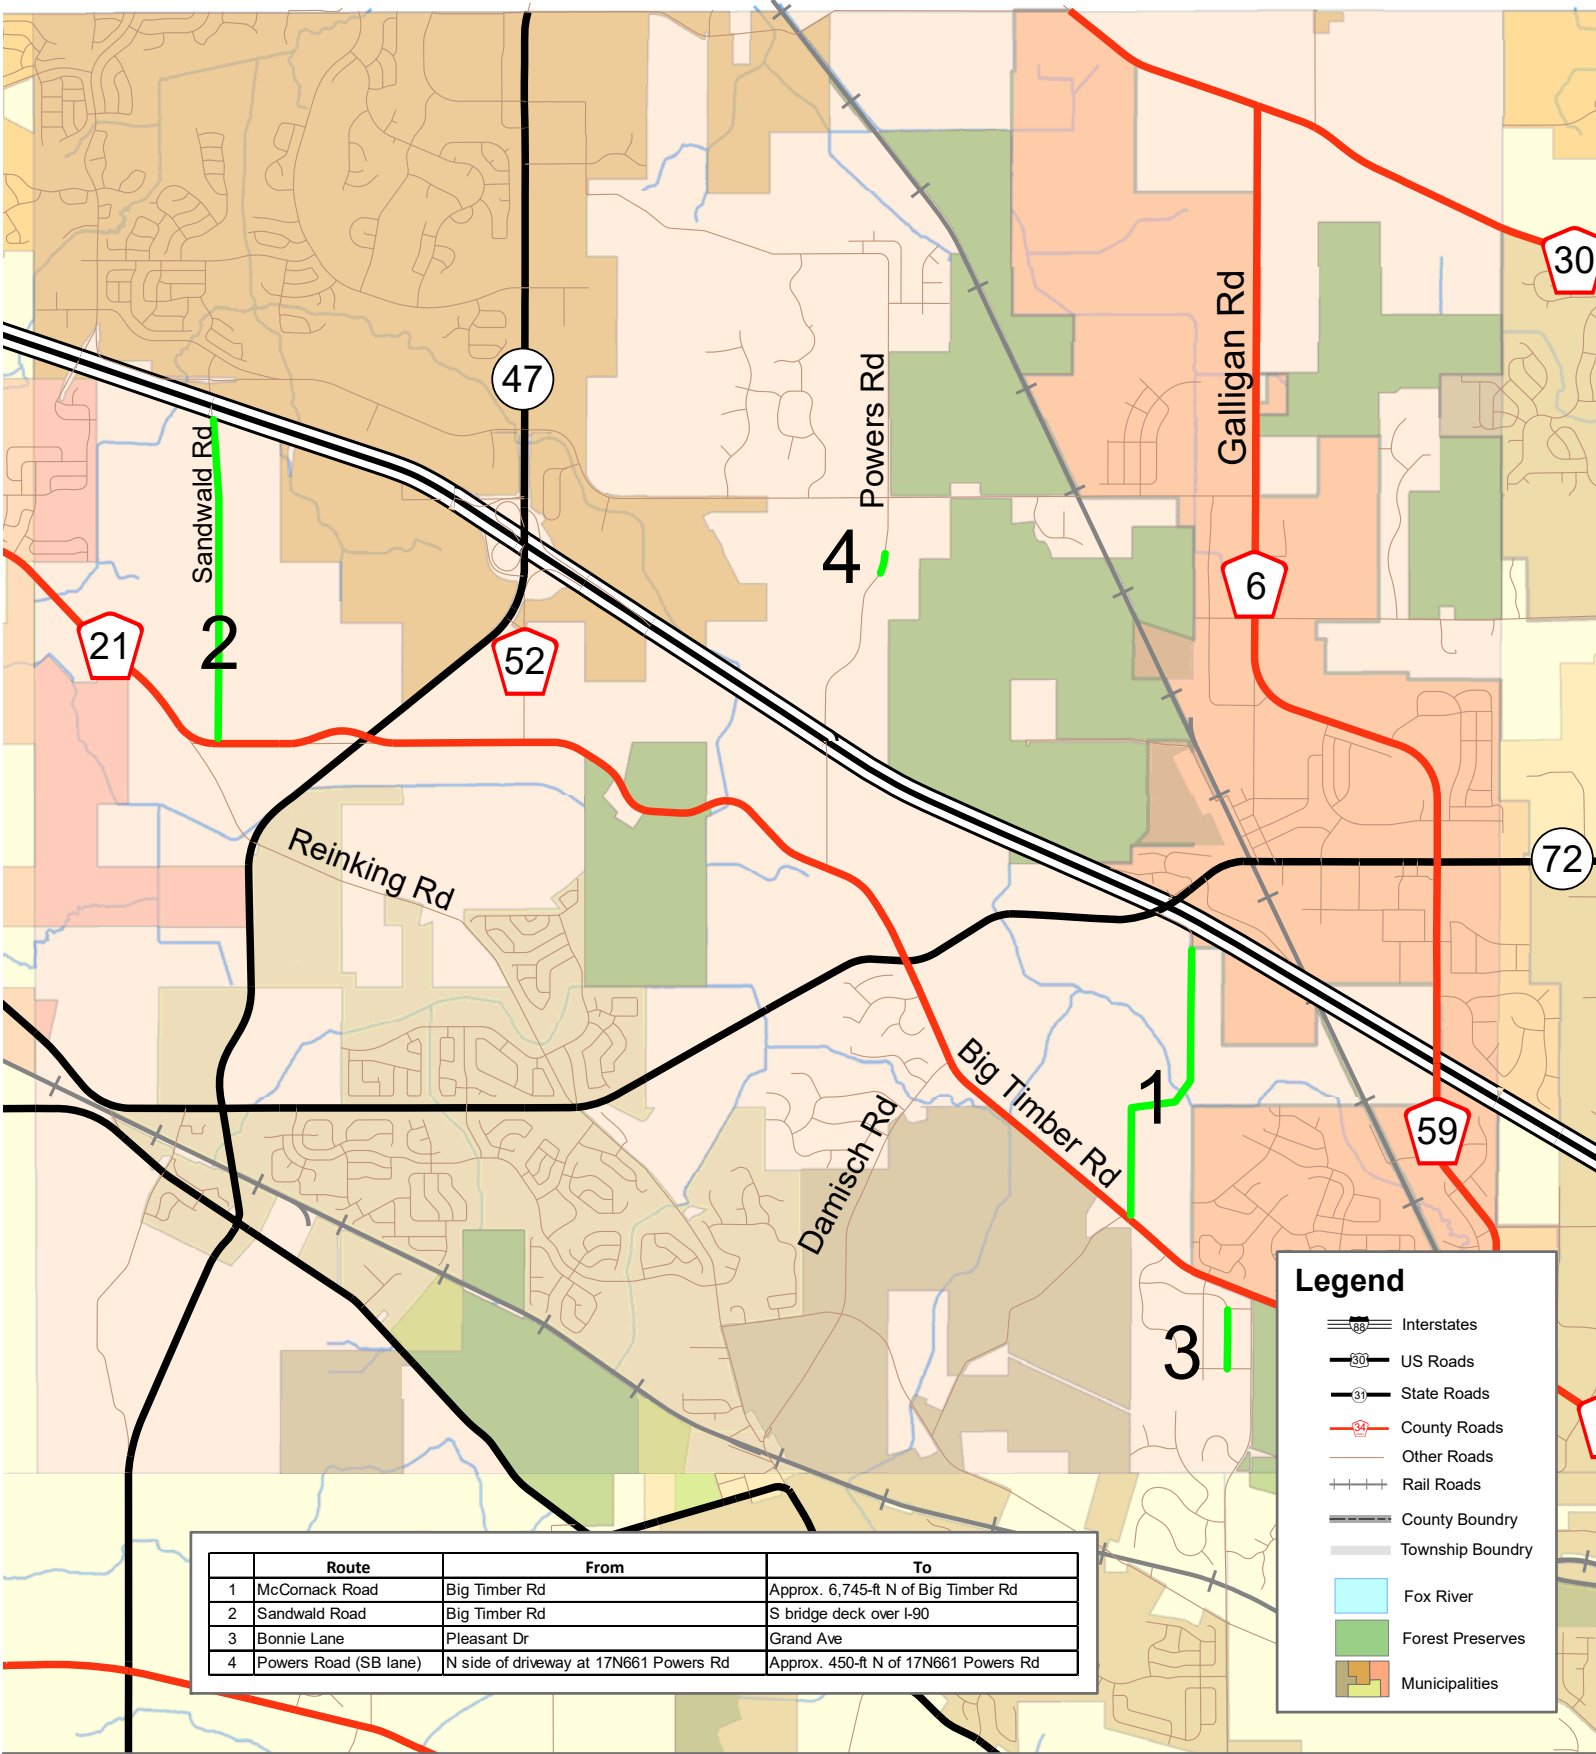 30
Galligan Rd
47
Powers Rd
Sandwald Rd
4
6
21
2
52
Reinking Rd
72
Big Timber Rd
1
Damisch Rd
59
3
Legend
88 Interstates
30 US Roads
31 State Roads
34 County Roads
Other Roads
Rail Roads
County Boundry
Township Boundry
Fox River
Forest Preserves
Municipalities
Route From To
1 McCornack Road Big Timber Rd Approx. 6,745-ft N of Big Timber Rd
2 Sandwald Road Big Timber Rd S bridge deck over I-90
3 Bonnie Lane Pleasant Dr Grand Ave
4 Powers Road (SB lane) N side of driveway at 17N661 Powers Rd Approx. 450-ft N of 17N661 Powers Rd